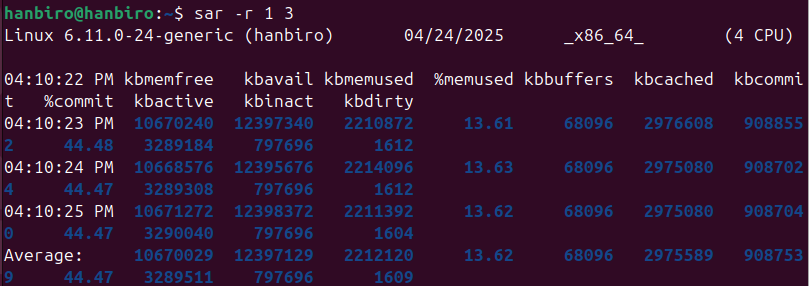 hanbiro@hanbiro:~$ sar -r 1 3
Linux 6.11.0-24-generic (hanbiro) 04/24/2025 _x86_64_ (4 CPU)
04:10:22 PM kbmemfree kbavail kbmemused %memused kbbuffers kbcached kbcommi
t %commit kbactive kbinact kbdirty
04:10:23 PM 10670240 12397340 2210872 13.61 68096 2976608 908855
2 44.48 3289184 797696 1612
04:10:24 PM 10668576 12395676 2214096 13.63 68096 2975080 908702
4 44.47 3289308 797696 1612
04:10:25 PM 10671272 12398372 2211392 13.62 68096 2975080 908704
0 44.47 3290040 797696 1604
Average: 10670029 12397129 2212120 13.62 68096 2975589 908753
9 44.47 3289511 797696 1609